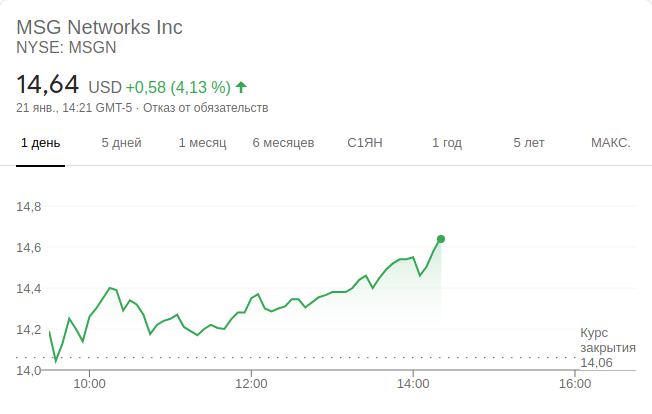 MSG Networks Inc
NYSE: MSGN
14,64 USD +0,58 (4,13 %)
21 янв., 14:21 GMT-5 · Отказ от обязательств
1 день 5 дней 1 месяц 6 месяцев С1ЯН 1 год 5 лет МАКС.
14,8
14,6
14,4
14,2
14,0
Курс
закрытия
14,06
10:00 12:00 14:00 16:00